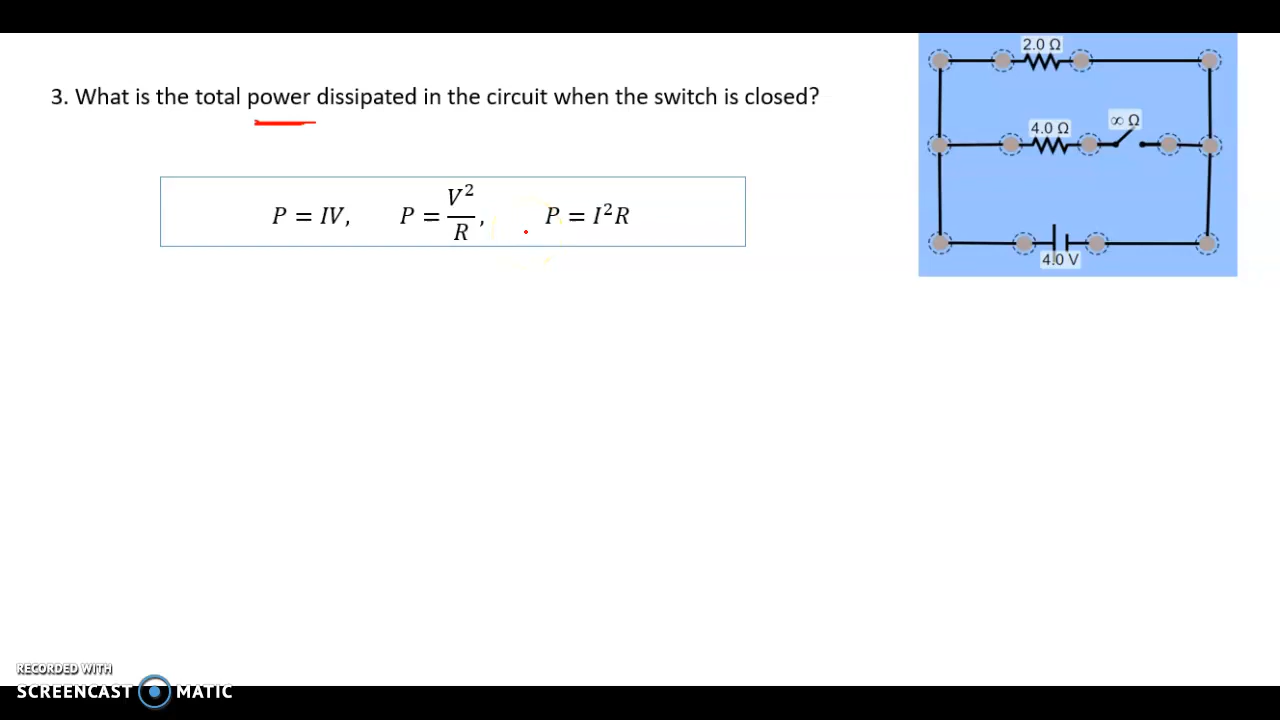 3. What is the total power dissipated in the circuit when the switch is closed?
P = IV, P = V²/R, P = I²R
2.0 Ω
4.0 Ω
∞ Ω
4.0 V
RECORDED WITH
SCREENCAST MATIC